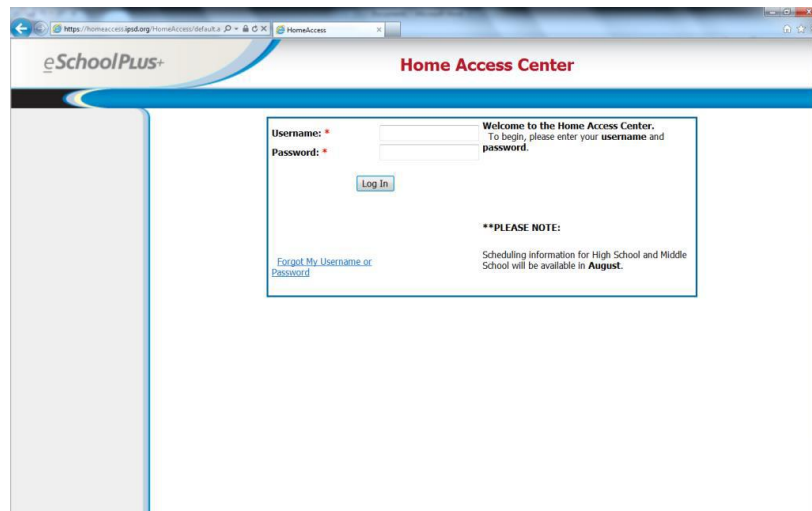 https://homeaccess.ipsd.org/HomeAccess/default.a
HomeAccess
eSchoolPLUS+
Home Access Center
Username: *
Password: *
Log In
Forgot My Username or
Password
Welcome to the Home Access Center.
To begin, please enter your username and
password.
**PLEASE NOTE:
Scheduling information for High School and Middle
School will be available in August.